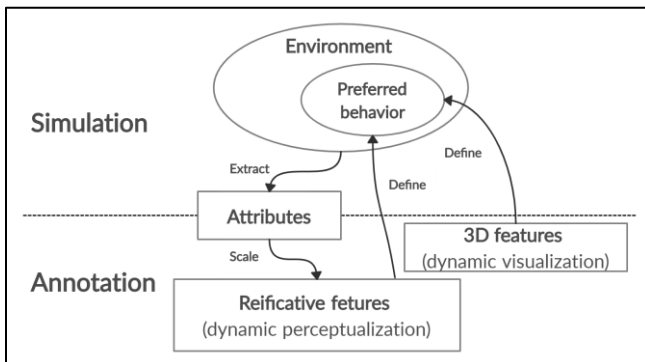 Environment
Preferred
behavior
Simulation
Extract
Define
Define
Attributes
Scale
3D features
(dynamic visualization)
Annotation
Reificative fetures
(dynamic perceptualization)